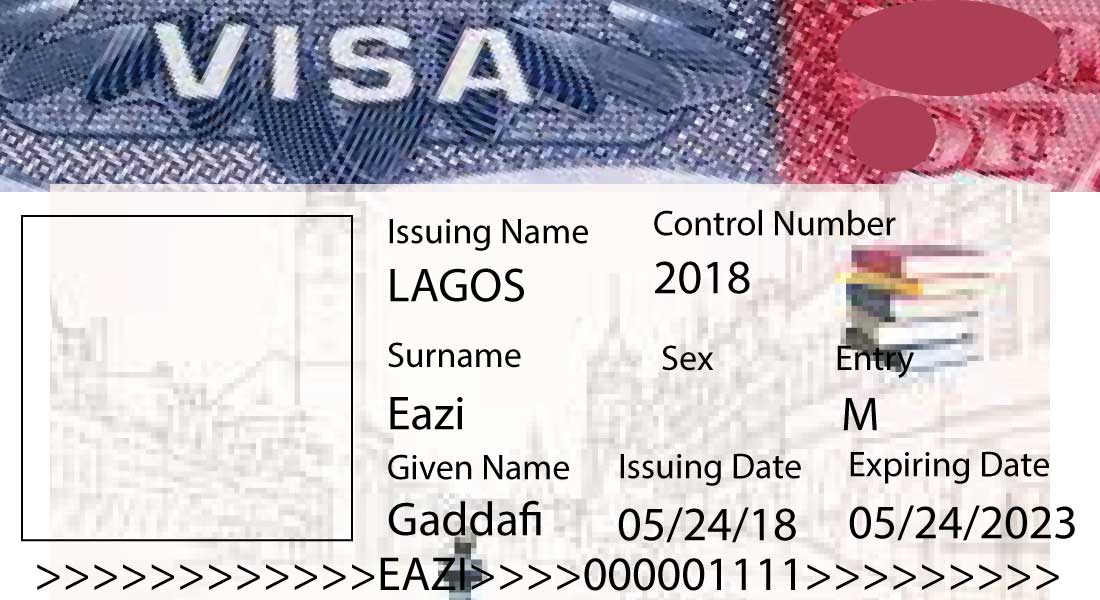 VISA
Issuing Name Control Number
LAGOS 2018
Surname Sex Entry
Eazi M
Given Name Issuing Date Expiring Date
Gaddafi 05/24/18 05/24/2023
>>>>>>>>>>>>EAZI>>>>000001111>>>>>>>>>